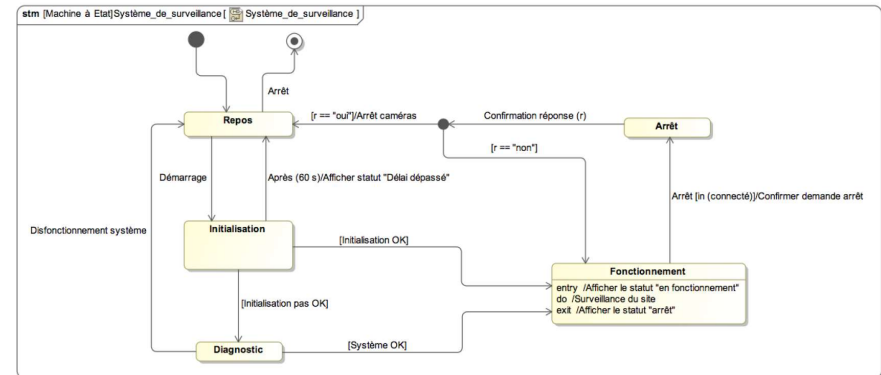 stm [Machine à Etat]Système_de_surveillance[ Système_de_surveillance ]
Arrêt
Repos
[r == "oui"]/Arrêt caméras
Confirmation réponse (r)
Arrêt
[r == "non"]
Démarrage
Après (60 s)/Afficher statut "Délai dépassé"
Arrêt [in (connecté)]/Confirmer demande arrêt
Disfonctionnement système
Initialisation
[Initialisation OK]
Fonctionnement
entry /Afficher le statut "en fonctionnement"
do /Surveillance du site
exit /Afficher le statut "arrêt"
[Initialisation pas OK]
Diagnostic
[Système OK]